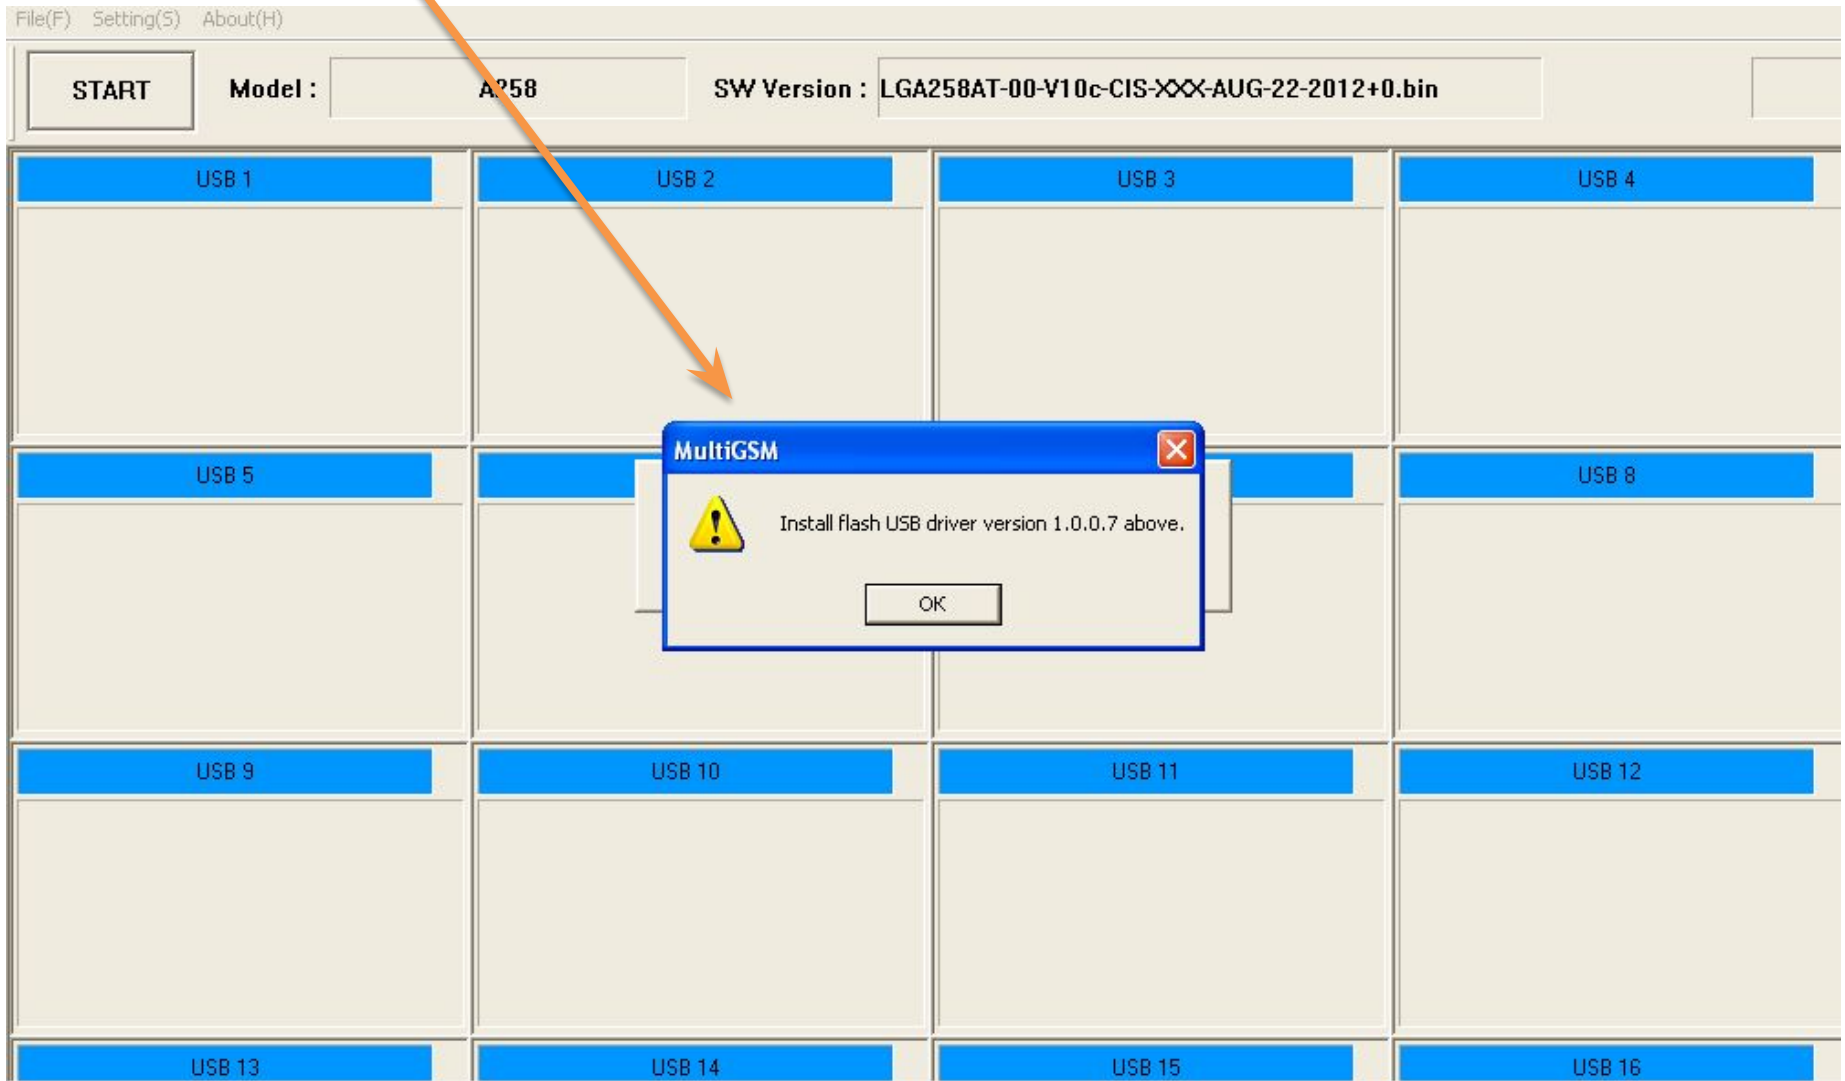 File(F) Setting(S) About(H)
START Model : A258 SW Version : LGA258AT-00-V10c-CIS-XXX-AUG-22-2012+0.bin
USB 1 USB 2 USB 3 USB 4
MultiGSM
USB 5 USB 8
Install flash USB driver version 1.0.0.7 above.
OK
USB 9 USB 10 USB 11 USB 12
USB 13 USB 14 USB 15 USB 16